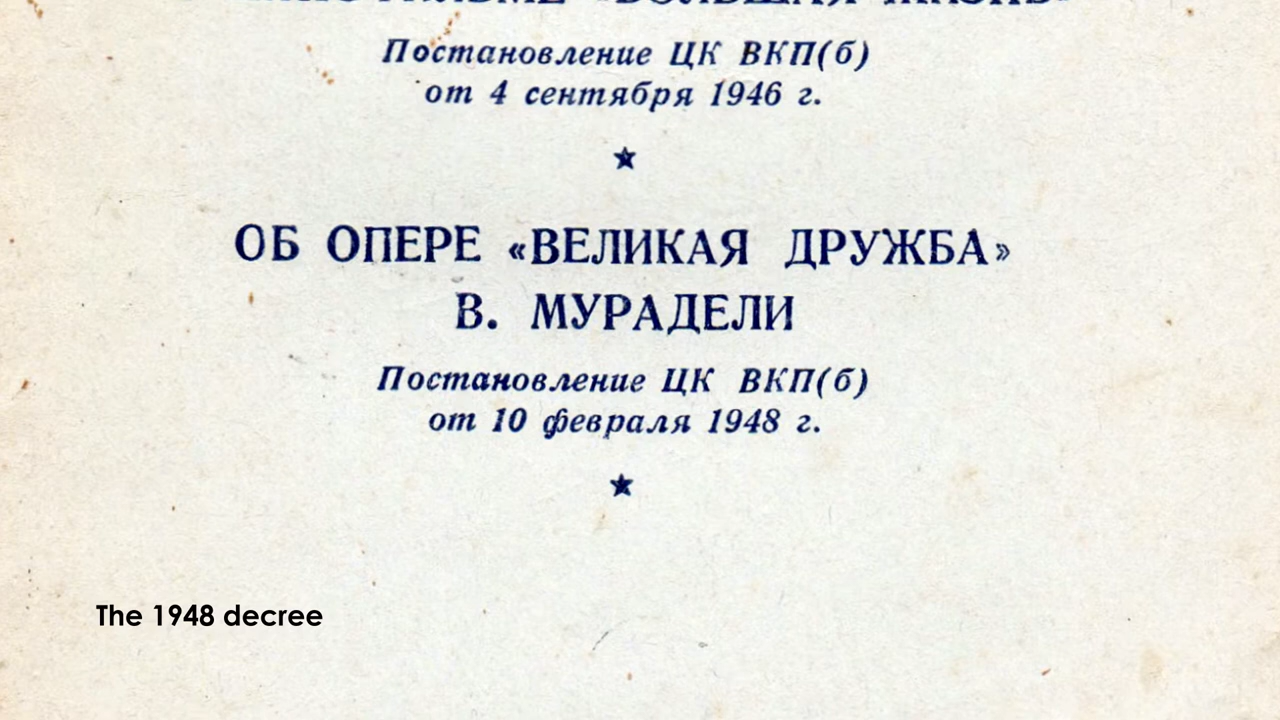 Постановление ЦК ВКП(б)
от 4 сентября 1946 г.
ОБ ОПЕРЕ «ВЕЛИКАЯ ДРУЖБА»
В. МУРАДЕЛИ
Постановление ЦК ВКП(б)
от 10 февраля 1948 г.
The 1948 decree